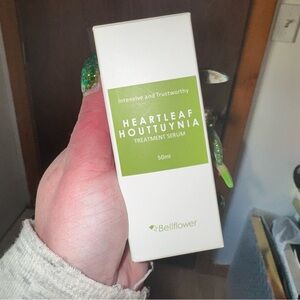 Intensive and Trustworthy
HEARTLEAF
HOUTTUYNIA
TREATMENT SERUM
50ml
Bellflower